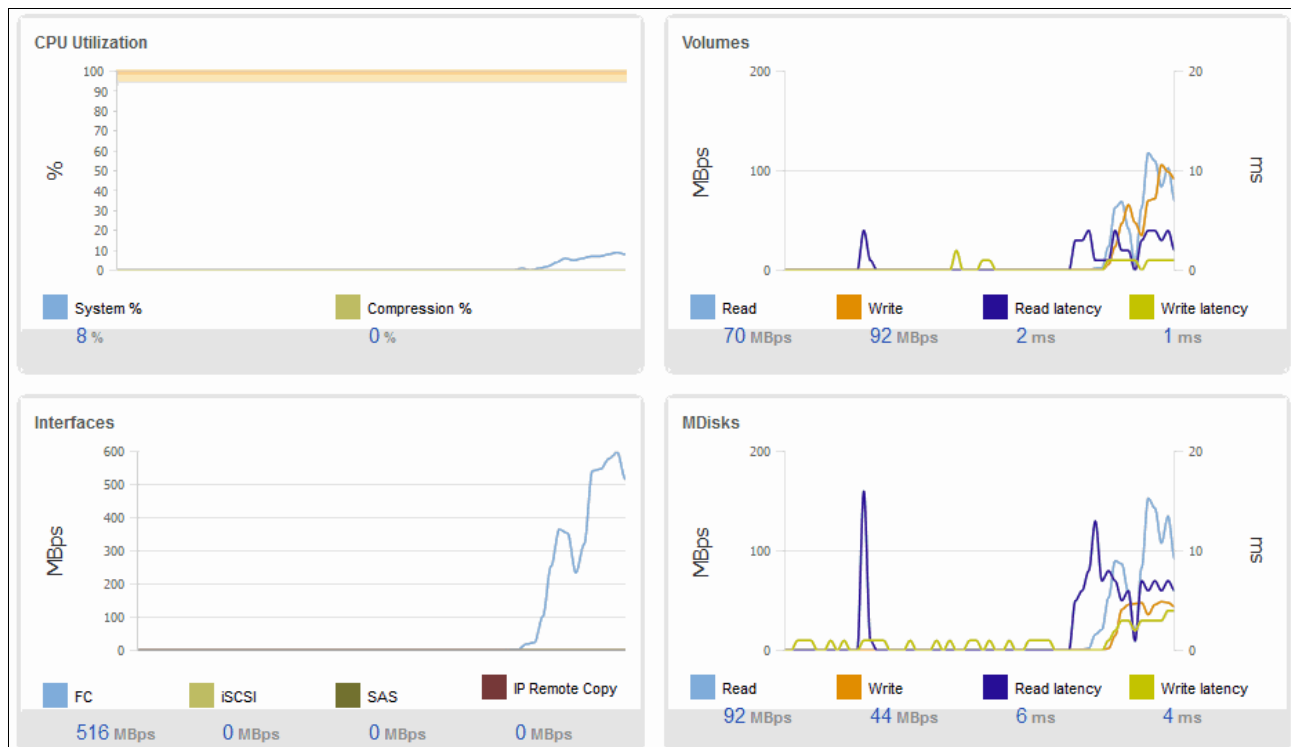 CPU Utilization
100
90
80
70
60
50
40
30
20
10
0
%
System %
Compression %
8 %
0 %
Volumes
200
100
0
MBps
20
10
0
ms
Read
Write
Read latency
Write latency
70 MBps
92 MBps
2 ms
1 ms
Interfaces
600
500
400
300
200
100
0
MBps
FC
iSCSI
SAS
IP Remote Copy
516 MBps
0 MBps
0 MBps
0 MBps
MDisks
200
100
0
MBps
20
10
0
ms
Read
Write
Read latency
Write latency
92 MBps
44 MBps
6 ms
4 ms